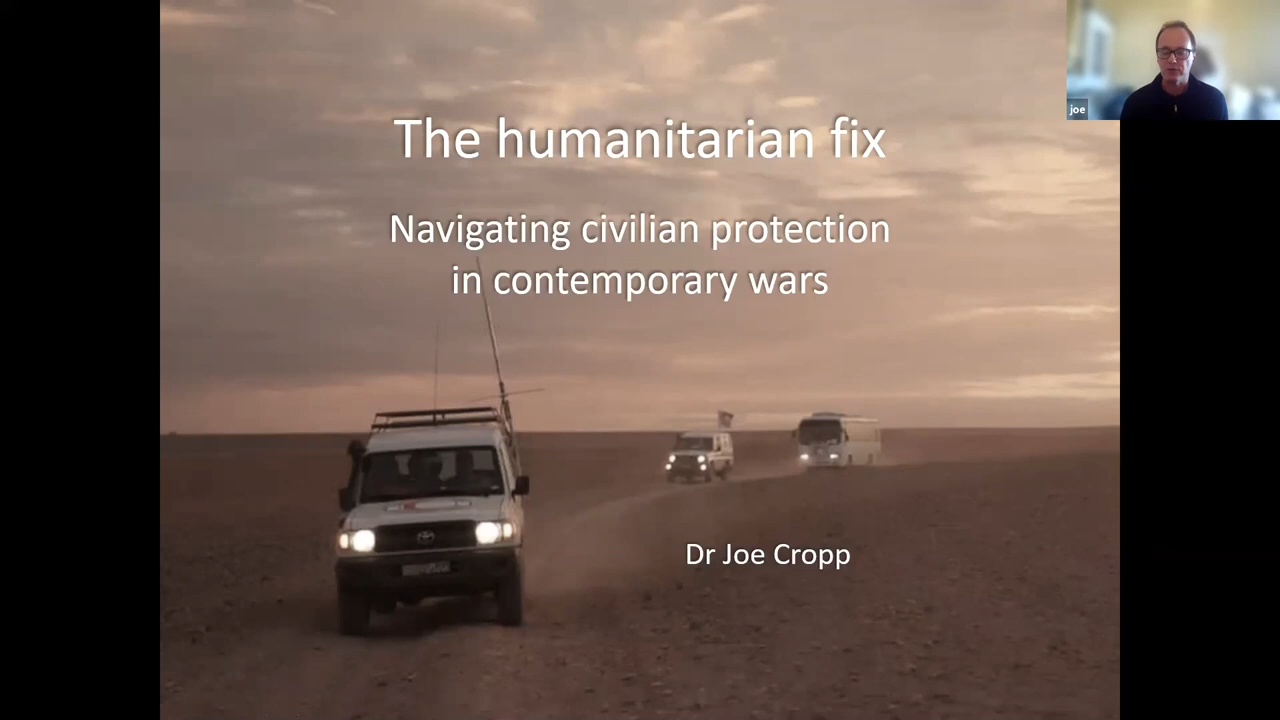 The humanitarian fix
Navigating civilian protection
in contemporary wars
Dr Joe Cropp
joe